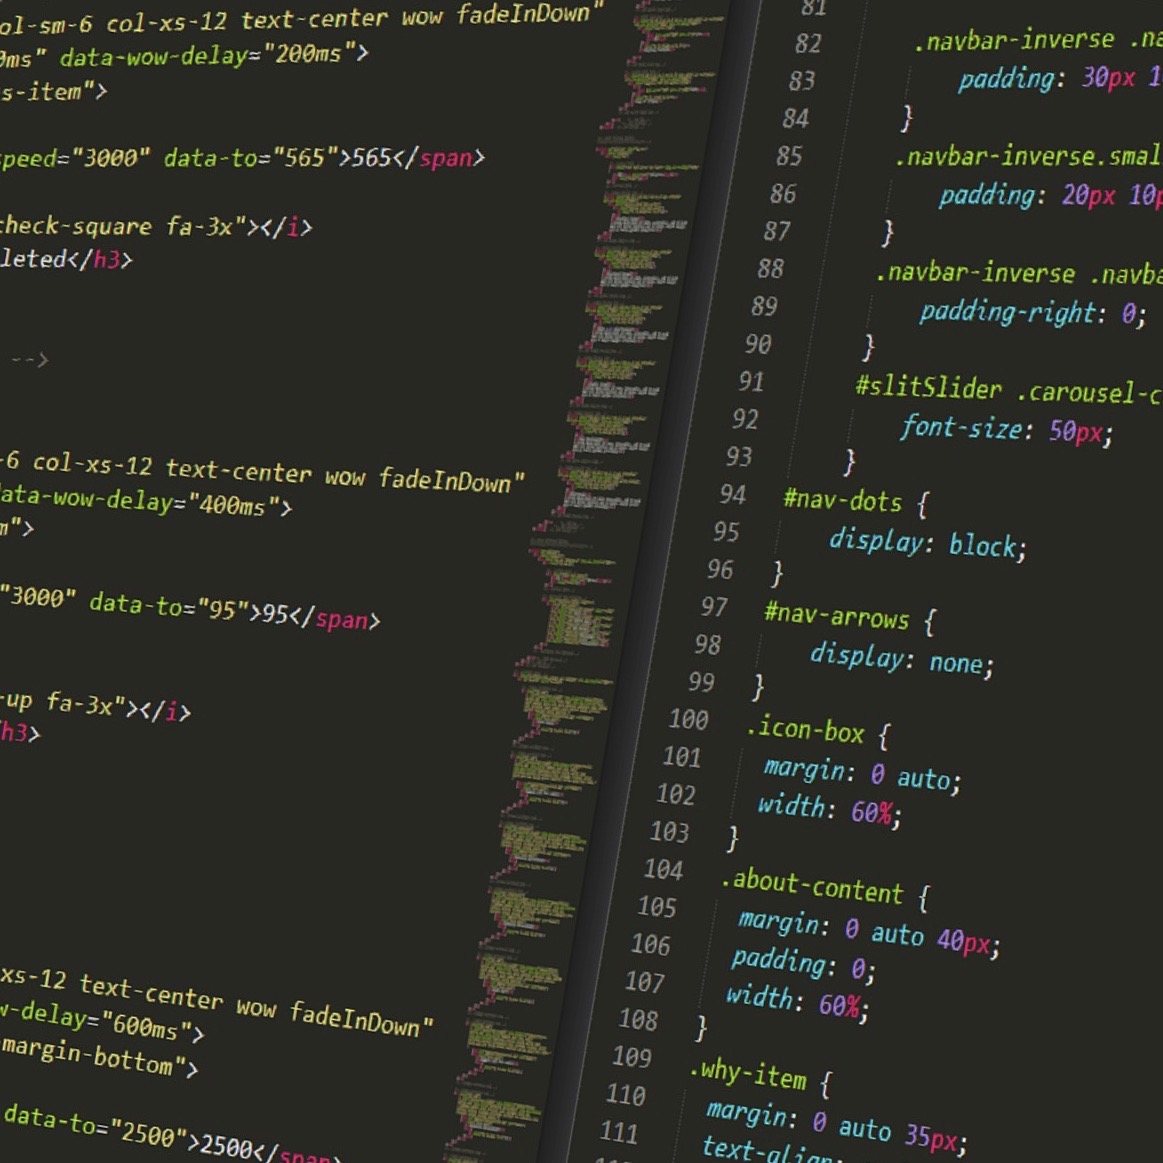 col-sm-6 col-xs-12 text-center wow fadeInDown"
0ms" data-wow-delay="200ms">
s-item">
speed="3000" data-to="565">565</span>
check-square fa-3x"></i>
leted</h3>
-->
-6 col-xs-12 text-center wow fadeInDown"
data-wow-delay="400ms">
m">
"3000" data-to="95">95</span>
-up fa-3x"></i>
/h3>
xs-12 text-center wow fadeInDown"
w-delay="600ms">
margin-bottom">
data-to="2500">2500</span>
81
82 .navbar-inverse .na
83 padding: 30px 1
84 }
85 .navbar-inverse.smal
86 padding: 20px 10p
87 }
88 .navbar-inverse .navba
89 padding-right: 0;
90 }
91 #slitSlider .carousel-c
92 font-size: 50px;
93 }
94 #nav-dots {
95 display: block;
96 }
97 #nav-arrows {
98 display: none;
99 }
100 .icon-box {
101 margin: 0 auto;
102 width: 60%;
103 }
104 .about-content {
105 margin: 0 auto 40px;
106 padding: 0;
107 width: 60%;
108 }
109 .why-item {
110 margin: 0 auto 35px;
111 text-align: